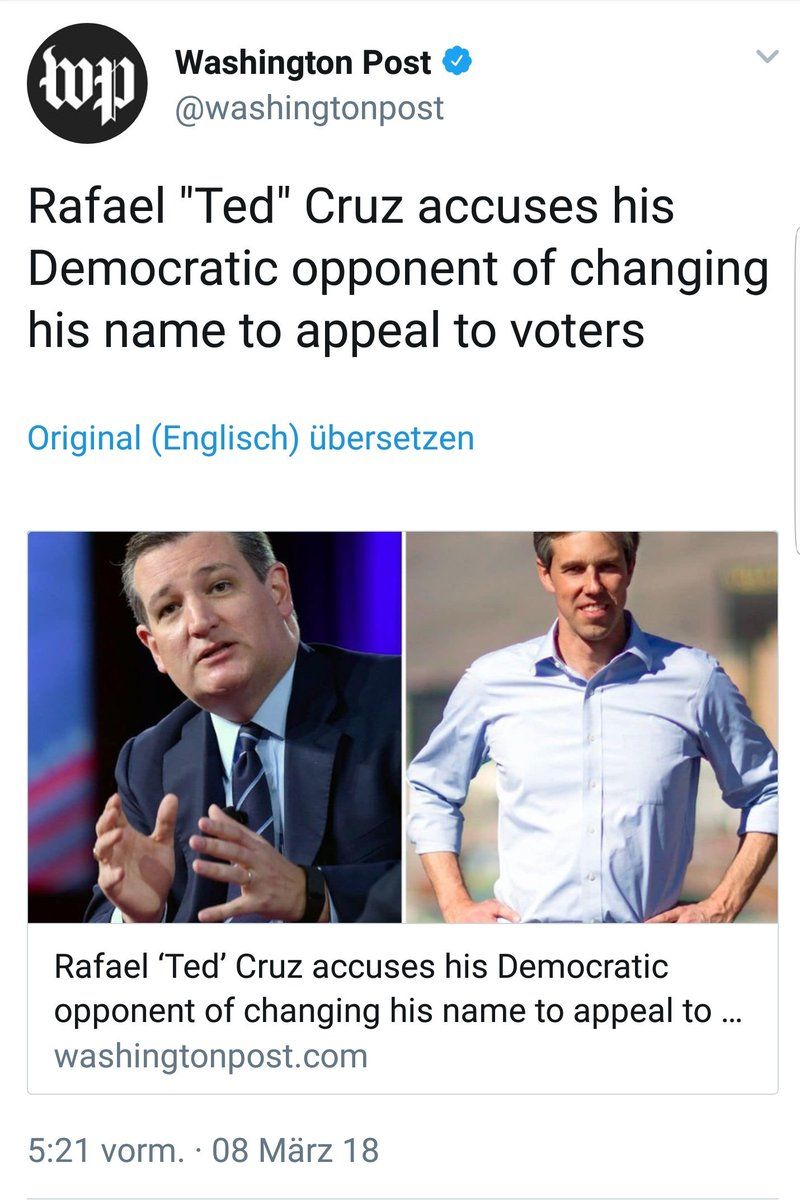 wp
Washington Post
@washingtonpost
Rafael "Ted" Cruz accuses his
Democratic opponent of changing
his name to appeal to voters
Original (Englisch) übersetzen
Rafael ‘Ted’ Cruz accuses his Democratic
opponent of changing his name to appeal to ...
washingtonpost.com
5:21 vorm. · 08 März 18